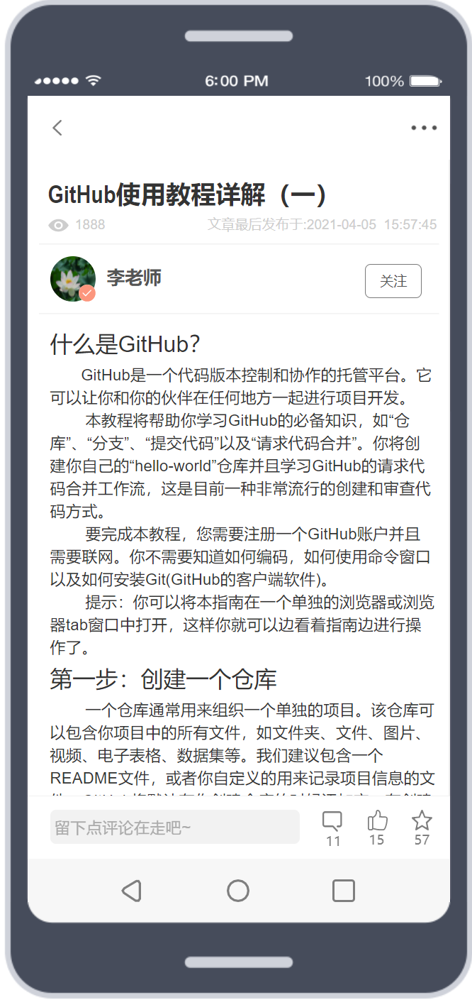 6:00 PM
100%
GitHub使用教程详解（一）
1888
文章最后发布于:2021-04-05 15:57:45
李老师
关注
什么是GitHub？
GitHub是一个代码版本控制和协作的托管平台。它
可以让你和你的伙伴在任何地方一起进行项目开发。
本教程将帮助你学习GitHub的必备知识，如“仓
库”、“分支”、“提交代码”以及“请求代码合并”。你将创
建你自己的“hello-world”仓库并且学习GitHub的请求代
码合并工作流，这是目前一种非常流行的创建和审查代
码方式。
要完成本教程，您需要注册一个GitHub账户并且
需要联网。你不需要知道如何编码，如何使用命令窗口
以及如何安装Git(GitHub的客户端软件)。
提示：你可以将本指南在一个单独的浏览器或浏览
器tab窗口中打开，这样你就可以边看着指南边进行操
作了。
第一步：创建一个仓库
一个仓库通常用来组织一个单独的项目。该仓库可
以包含你项目中的所有文件，如文件夹、文件、图片、
视频、电子表格、数据集等。我们建议包含一个
README文件，或者你自定义的用来记录项目信息的文
留下点评论在走吧~
11
15
57